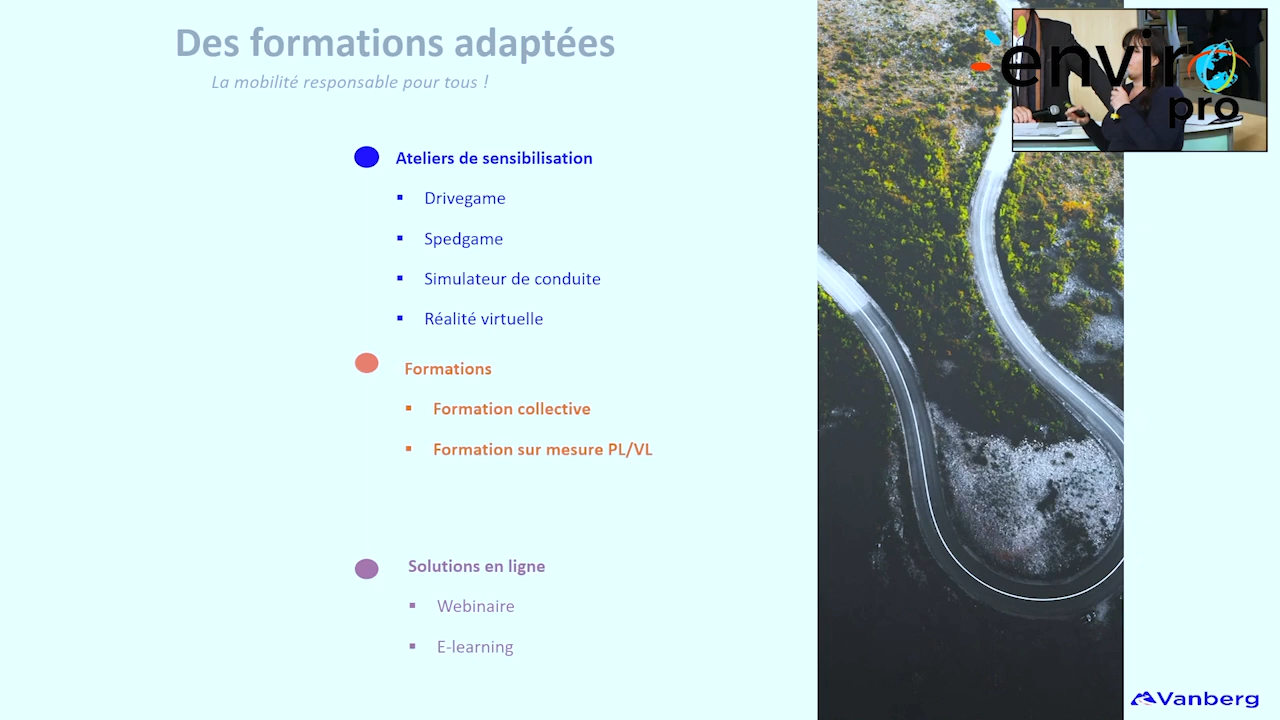 Des formations adaptées
La mobilité responsable pour tous !
enviro
pro
Ateliers de sensibilisation
Drivegame
Spedgame
Simulateur de conduite
Réalité virtuelle
Formations
Formation collective
Formation sur mesure PL/VL
Solutions en ligne
Webinaire
E-learning
Vanberg